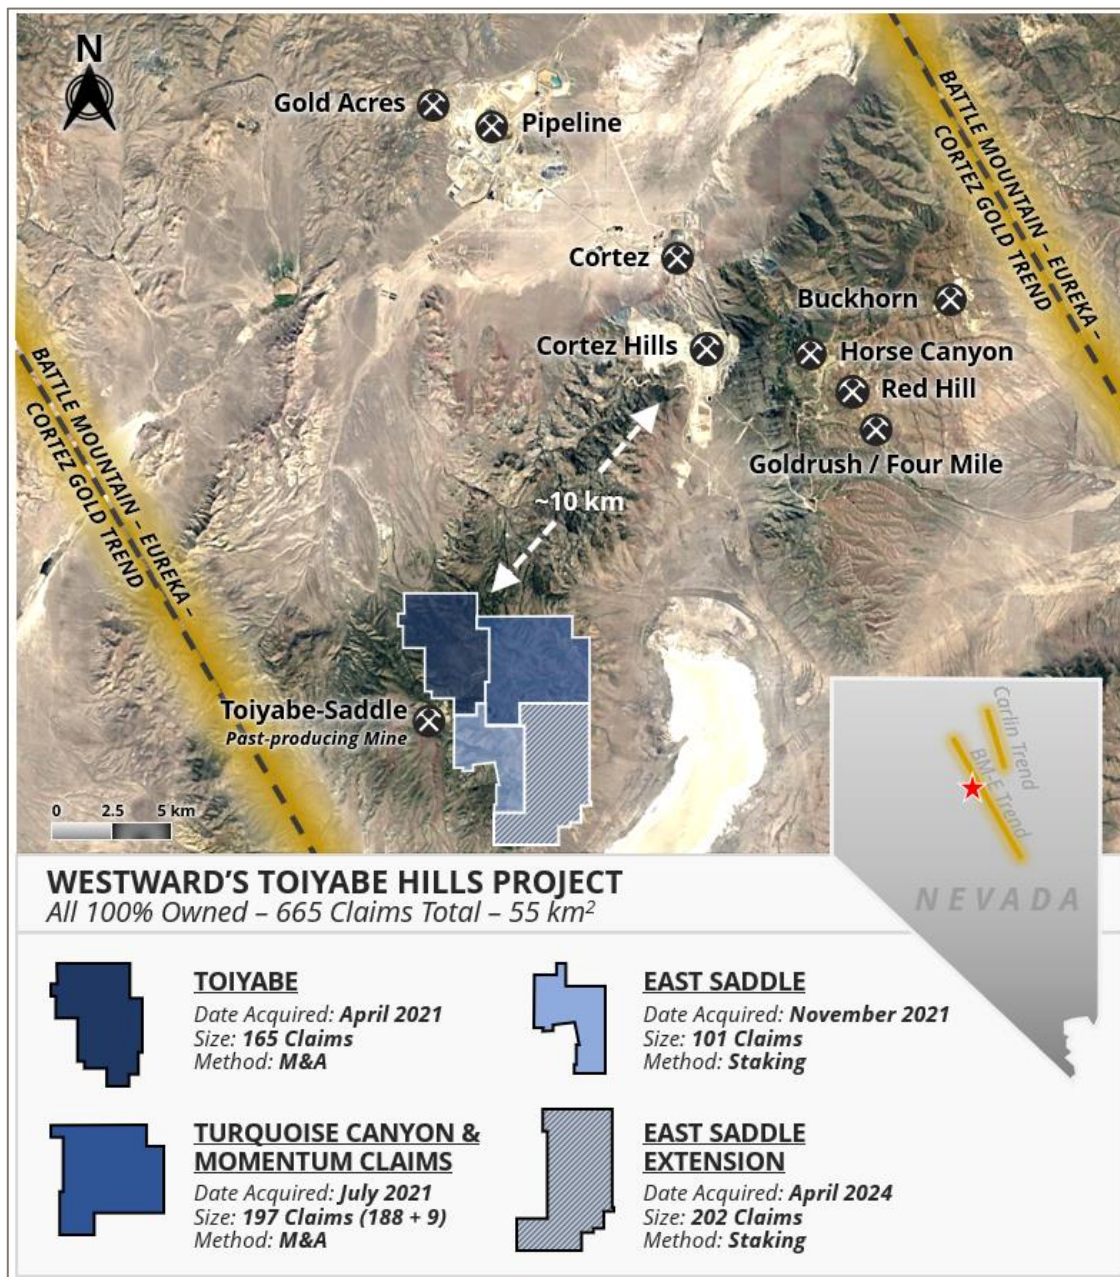 N
Gold Acres
Pipeline
BATTLE MOUNTAIN – EUREKA –
CORTEZ GOLD TREND
Cortez
Buckhorn
Cortez Hills
Horse Canyon
Red Hill
Goldrush / Four Mile
BATTLE MOUNTAIN – EUREKA –
CORTEZ GOLD TREND
~10 km
Toiyabe-Saddle
Past-producing Mine
0 2.5 5 km
Carlin Trend
BM-E Trend
NEVADA
WESTWARD'S TOIYABE HILLS PROJECT
All 100% Owned – 665 Claims Total – 55 km²
TOIYABE
Date Acquired: April 2021
Size: 165 Claims
Method: M&A
EAST SADDLE
Date Acquired: November 2021
Size: 101 Claims
Method: Staking
TURQUOISE CANYON &
MOMENTUM CLAIMS
Date Acquired: July 2021
Size: 197 Claims (188 + 9)
Method: M&A
EAST SADDLE
EXTENSION
Date Acquired: April 2024
Size: 202 Claims
Method: Staking